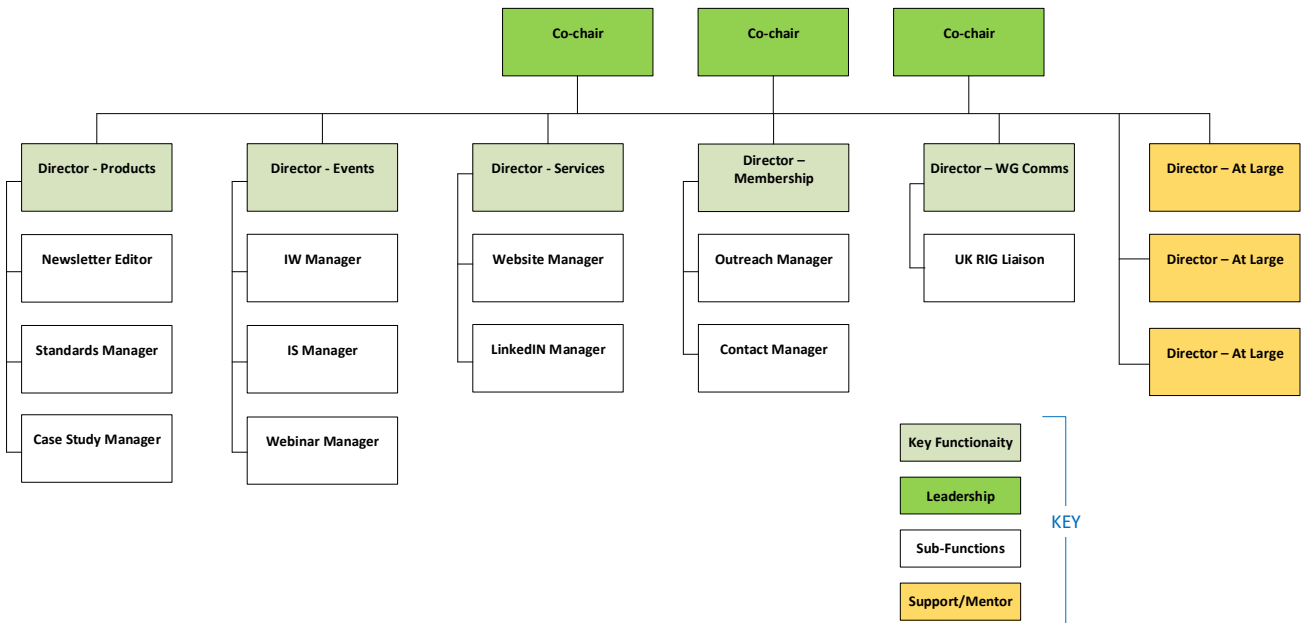 Co-chair
Co-chair
Co-chair
Director - Products
Director - Events
Director - Services
Director –
Membership
Director – WG Comms
Director – At Large
Newsletter Editor
IW Manager
Website Manager
Outreach Manager
UK RIG Liaison
Director – At Large
Standards Manager
IS Manager
LinkedIN Manager
Contact Manager
Director – At Large
Case Study Manager
Webinar Manager
Key Functionaity
Leadership
Sub-Functions
Support/Mentor
KEY